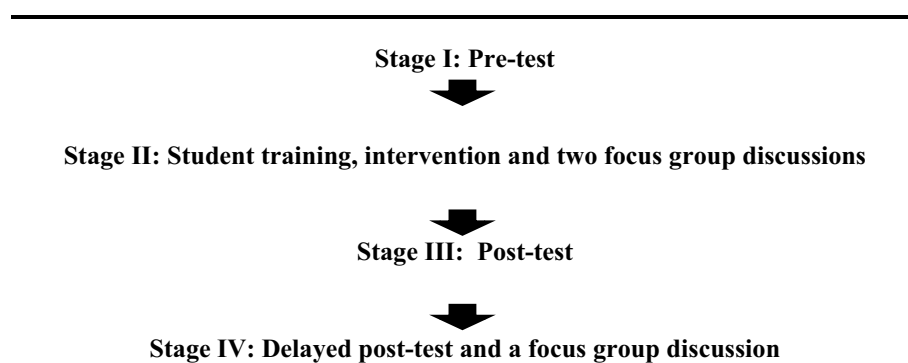 Stage I: Pre-test
Stage II: Student training, intervention and two focus group discussions
Stage III:  Post-test
Stage IV: Delayed post-test and a focus group discussion